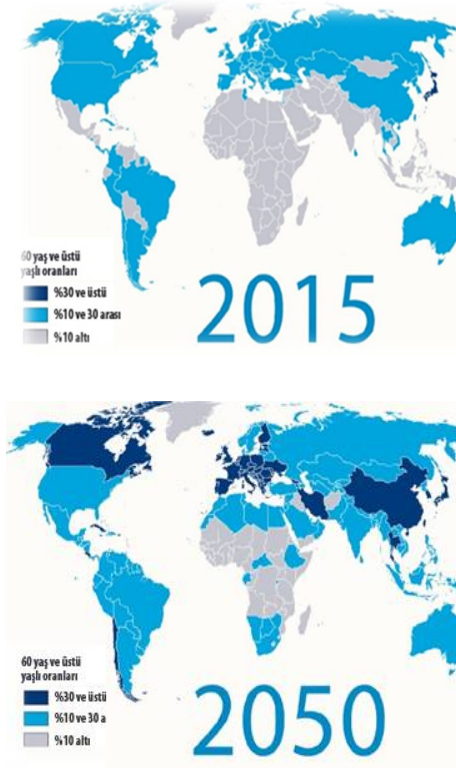 60 yaş ve üstü
yaşlı oranları
%30 ve üstü
%10 ve 30 arası
%10 altı
2015
60 yaş ve üstü
yaşlı oranları
%30 ve üstü
%10 ve 30 a
%10 altı
2050